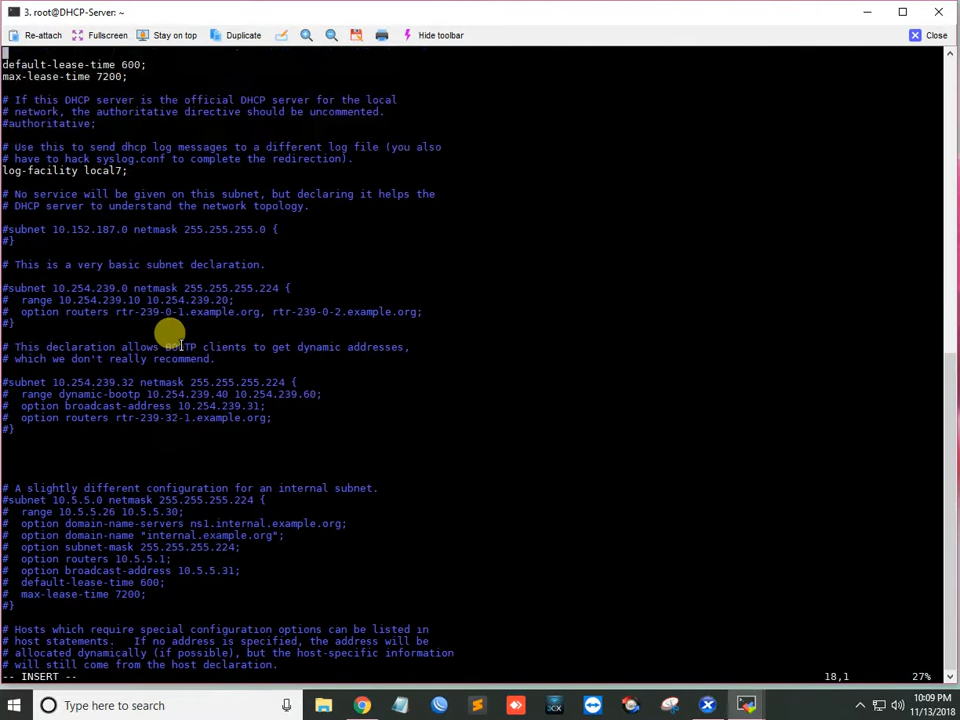 3. root@DHCP-Server: ~
Re-attach Fullscreen Stay on top Duplicate Hide toolbar Close
default-lease-time 600;
max-lease-time 7200;
# If this DHCP server is the official DHCP server for the local
# network, the authoritative directive should be uncommented.
#authoritative;
# Use this to send dhcp log messages to a different log file (you also
# have to hack syslog.conf to complete the redirection).
log-facility local7;
# No service will be given on this subnet, but declaring it helps the
# DHCP server to understand the network topology.
#subnet 10.152.187.0 netmask 255.255.255.0 {
#}
# This is a very basic subnet declaration.
#subnet 10.254.239.0 netmask 255.255.255.224 {
#  range 10.254.239.10 10.254.239.20;
#  option routers rtr-239-0-1.example.org, rtr-239-0-2.example.org;
#}
# This declaration allows BOOTP clients to get dynamic addresses,
# which we don't really recommend.
#subnet 10.254.239.32 netmask 255.255.255.224 {
#  range dynamic-bootp 10.254.239.40 10.254.239.60;
#  option broadcast-address 10.254.239.31;
#  option routers rtr-239-32-1.example.org;
#}
# A slightly different configuration for an internal subnet.
#subnet 10.5.5.0 netmask 255.255.255.224 {
#  range 10.5.5.26 10.5.5.30;
#  option domain-name-servers ns1.internal.example.org;
#  option domain-name "internal.example.org";
#  option subnet-mask 255.255.255.224;
#  option routers 10.5.5.1;
#  option broadcast-address 10.5.5.31;
#  default-lease-time 600;
#  max-lease-time 7200;
#}
# Hosts which require special configuration options can be listed in
# host statements.   If no address is specified, the address will be
# allocated dynamically (if possible), but the host-specific information
# will still come from the host declaration.
-- INSERT -- 18,1 27%
Type here to search
10:09 PM
11/13/2018